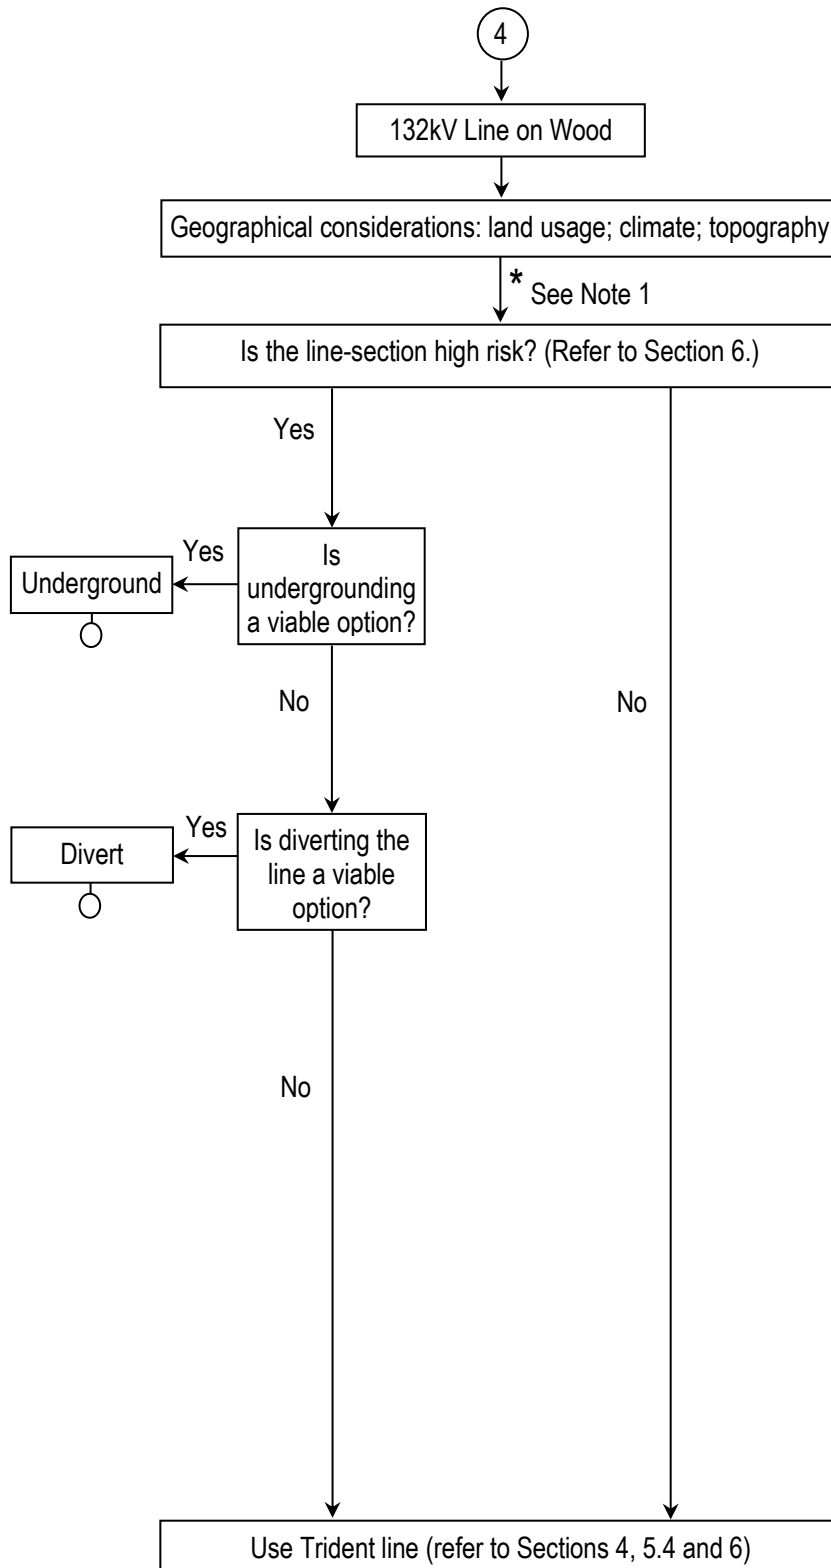 4
132kV Line on Wood
Geographical considerations: land usage; climate; topography
* See Note 1
Is the line-section high risk? (Refer to Section 6.)
Yes
Yes
Underground
Is
undergrounding
a viable option?
No
No
Yes
Divert
Is diverting the
line a viable
option?
No
Use Trident line (refer to Sections 4, 5.4 and 6)